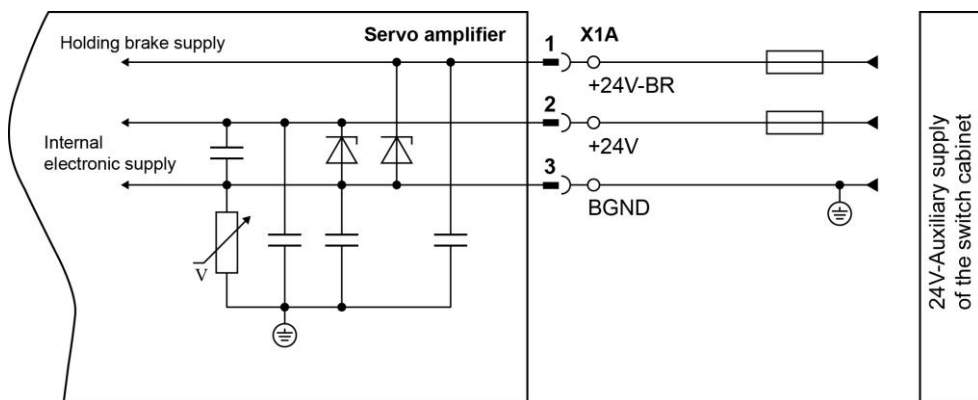 Holding brake supply
Servo amplifier
1
X1A
+24V-BR
2
+24V
Internal
electronic supply
3
BGND
V
24V-Auxiliary supply
of the switch cabinet